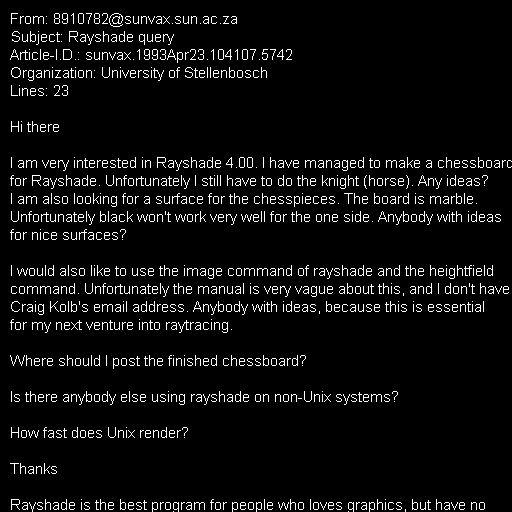 From: 8910782@sunvax.sun.ac.za
Subject: Rayshade query
Article-I.D.: sunvax.1993Apr23.104107.5742
Organization: University of Stellenbosch
Lines: 23

Hi there

I am very interested in Rayshade 4.00. I have managed to make a chessboard
for Rayshade. Unfortunately I still have to do the knight (horse). Any ideas?
I am also looking for a surface for the chesspieces. The board is marble.
Unfortunately black won't work very well for the one side. Anybody with ideas
for nice surfaces?

I would also like to use the image command of rayshade and the heightfield
command. Unfortunately the manual is very vague about this, and I don't have
Craig Kolb's email address. Anybody with ideas, because this is essential
for my next venture into raytracing.

Where should I post the finished chessboard?

Is there anybody else using rayshade on non-Unix systems?

How fast does Unix render?

Thanks

Rayshade is the best program for people who loves graphics, but have no